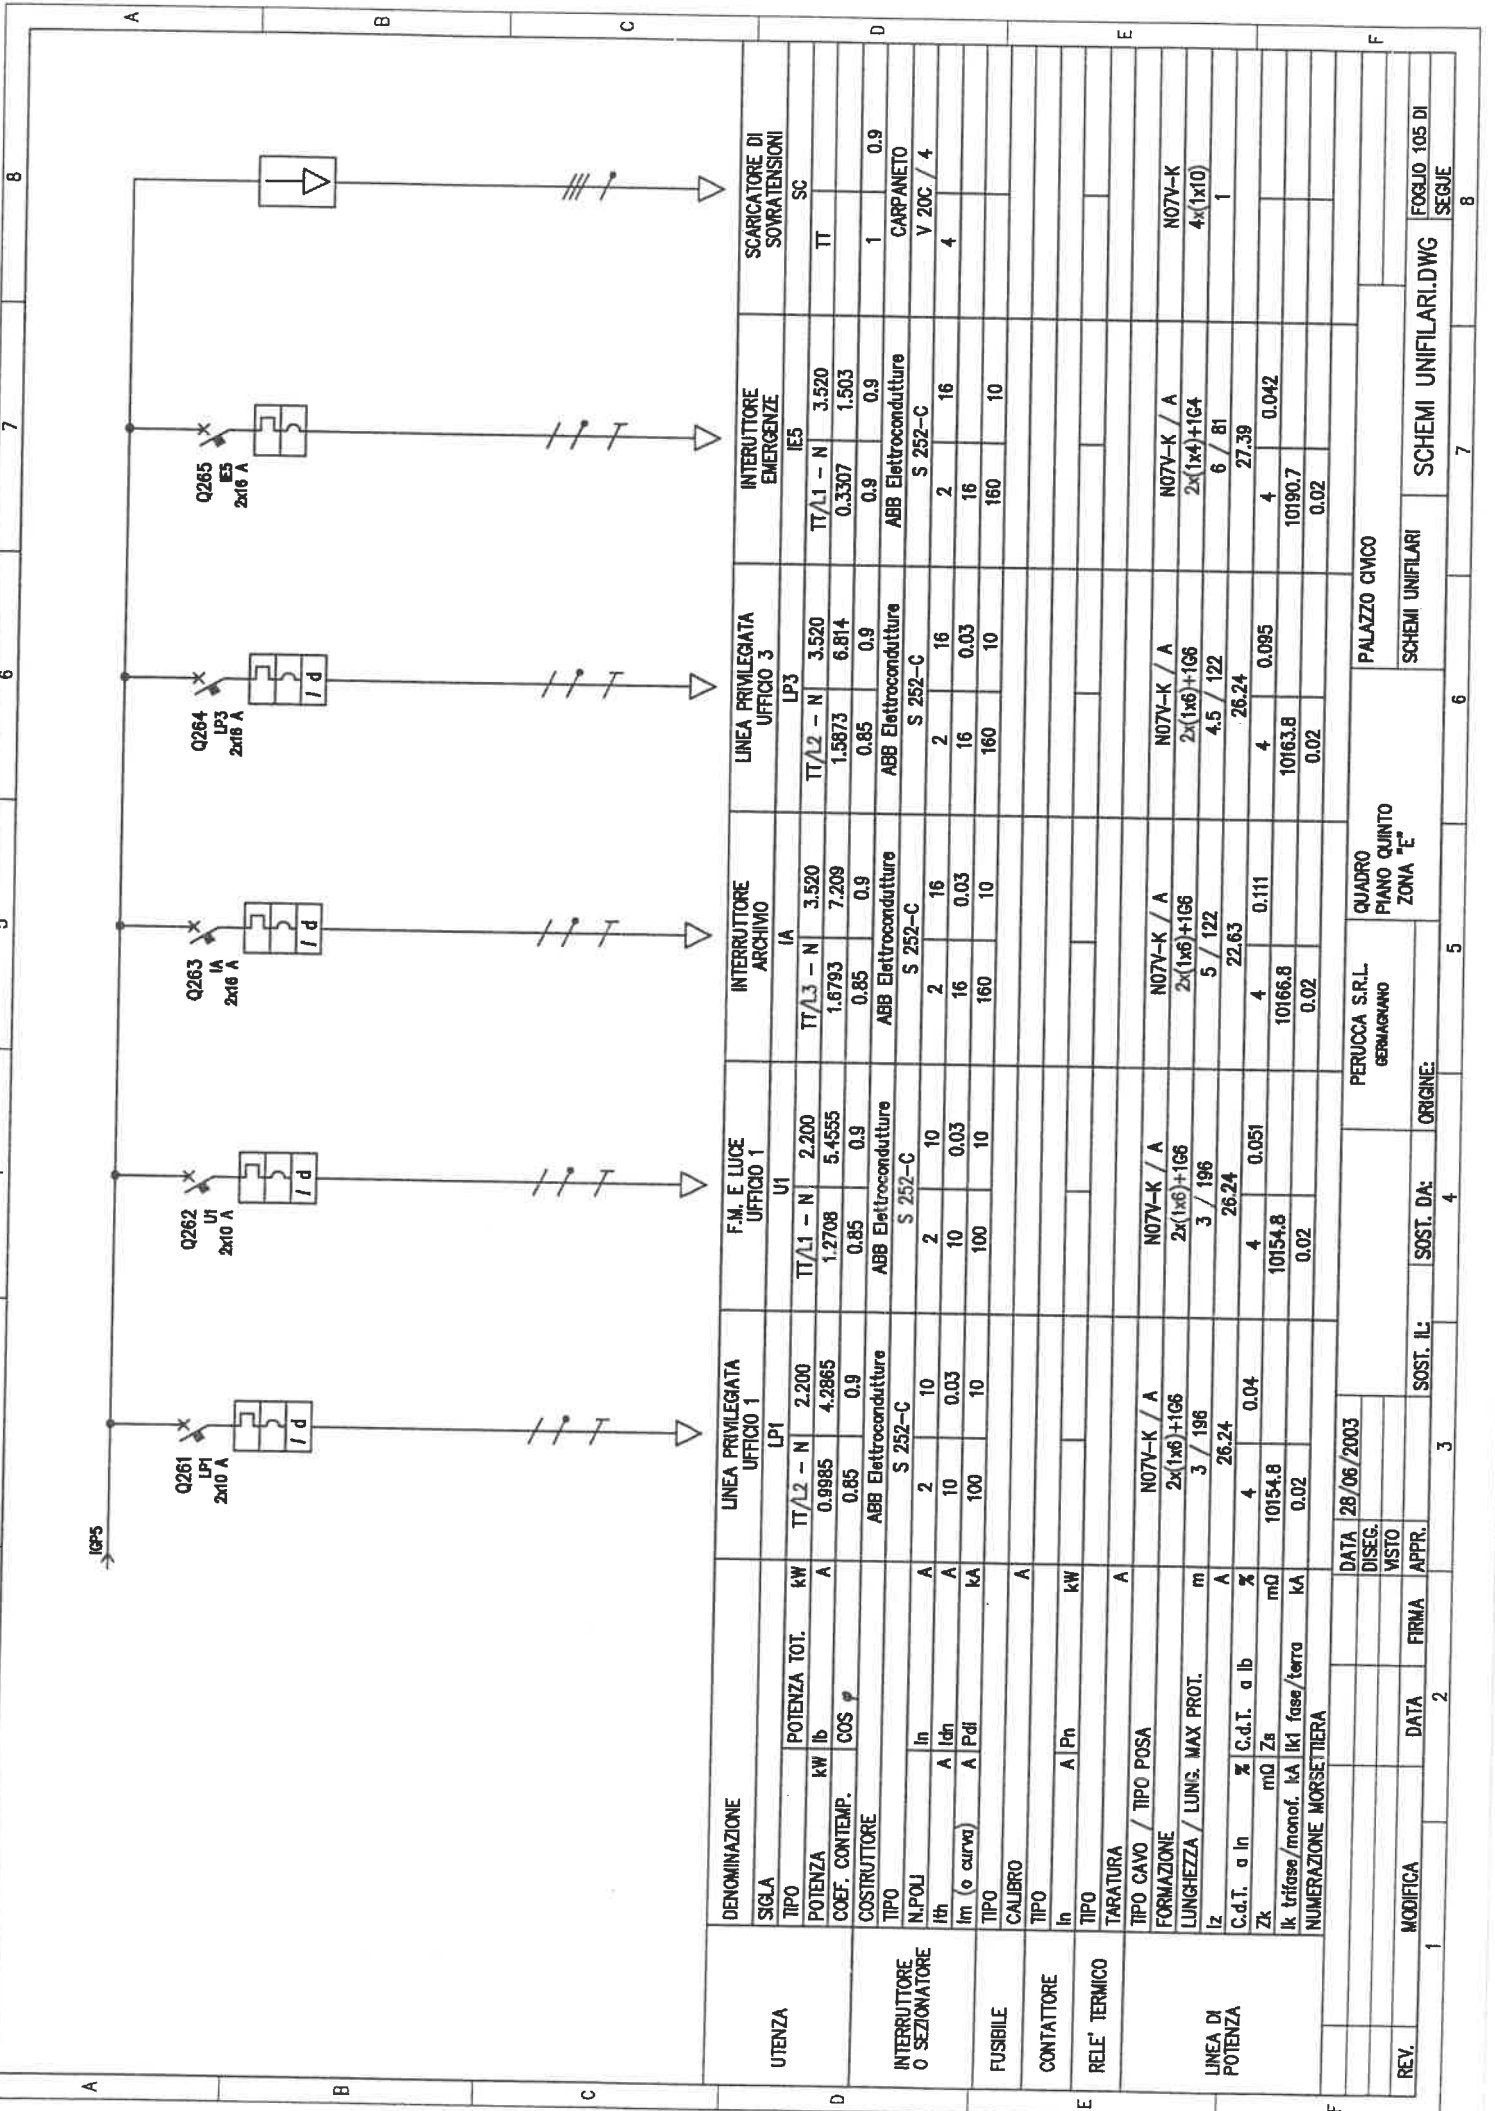 1 2 3 4 5 6 7 8
A
B
C
D
E
F
IGP5
Q261
LP1
2x10 A
I d
Q262
U1
2x10 A
I d
Q263
IA
2x16 A
I d
Q264
LP3
2x16 A
I d
Q265
IE5
2x16 A
UTENZA
DENOMINAZIONE
LINEA PRIVILEGIATA UFFICIO 1
F.M. E LUCE UFFICIO 1
INTERRUTTORE ARCHIVIO
LINEA PRIVILEGIATA UFFICIO 3
INTERUTTORE EMERGENZE
SCARICATORE DI SOVRATENSIONI
SIGLA LP1 U1 IA LP3 IE5 SC
TIPO POTENZA TOT. kW TT/L2 - N 2.200 TT/L1 - N 2.200 TT/L3 - N 3.520 TT/L2 - N 3.520 TT/L1 - N 3.520 TT
POTENZA kW Ib A 0.9985 4.2865 1.2708 5.4555 1.6793 7.209 1.5873 6.814 0.3307 1.503
COEF. CONTEMP. COS φ 0.85 0.9 0.85 0.9 0.85 0.9 0.85 0.9 0.9 0.9 1 0.9
INTERRUTTORE O SEZIONATORE
COSTRUTTORE ABB Elettrocondutture ABB Elettrocondutture ABB Elettrocondutture ABB Elettrocondutture ABB Elettrocondutture CARPANETO
TIPO S 252-C S 252-C S 252-C S 252-C S 252-C V 20C / 4
N.POLI In A 2 10 2 10 2 16 2 16 2 16 4
Ith A Idn A 10 0.03 10 0.03 16 0.03 16 0.03 16
Im (o curva) A Pdi kA 100 10 100 10 160 10 160 10 160 10
FUSIBILE
TIPO
CALIBRO A
CONTATTORE
TIPO
In A Pn kW
RELE' TERMICO
TIPO
TARATURA A
LINEA DI POTENZA
TIPO CAVO / TIPO POSA N07V-K / A N07V-K / A N07V-K / A N07V-K / A N07V-K / A N07V-K
FORMAZIONE 2x(1x6)+1G6 2x(1x6)+1G6 2x(1x6)+1G6 2x(1x6)+1G6 2x(1x4)+1G4 4x(1x10)
LUNGHEZZA / LUNG. MAX PROT. m 3 / 196 3 / 196 5 / 122 4.5 / 122 6 / 81 1
Iz A 26.24 26.24 22.63 26.24 27.39
C.d.T. a In % C.d.T. a Ib % 4 0.04 4 0.051 4 0.111 4 0.095 4 0.042
Zk mΩ Zs mΩ 10154.8 10154.8 10166.8 10163.8 10190.7
Ik trifase/monof. kA Ik1 fase/terra kA 0.02 0.02 0.02 0.02 0.02
NUMERAZIONE MORSETTIERA
REV. MODIFICA DATA FIRMA
DATA 28/06/2003
DISEG.
VISTO
APPR.
SOST. IL: SOST. DA: ORIGINE:
PERUCCA S.R.L.
GERMAGNANO
QUADRO
PIANO QUINTO
ZONA "E"
PALAZZO CIVICO
SCHEMI UNIFILARI
SCHEMI UNIFILARI.DWG
FOGLIO 105 DI
SEGUE
1 2 3 4 5 6 7 8
A
B
C
D
E
F